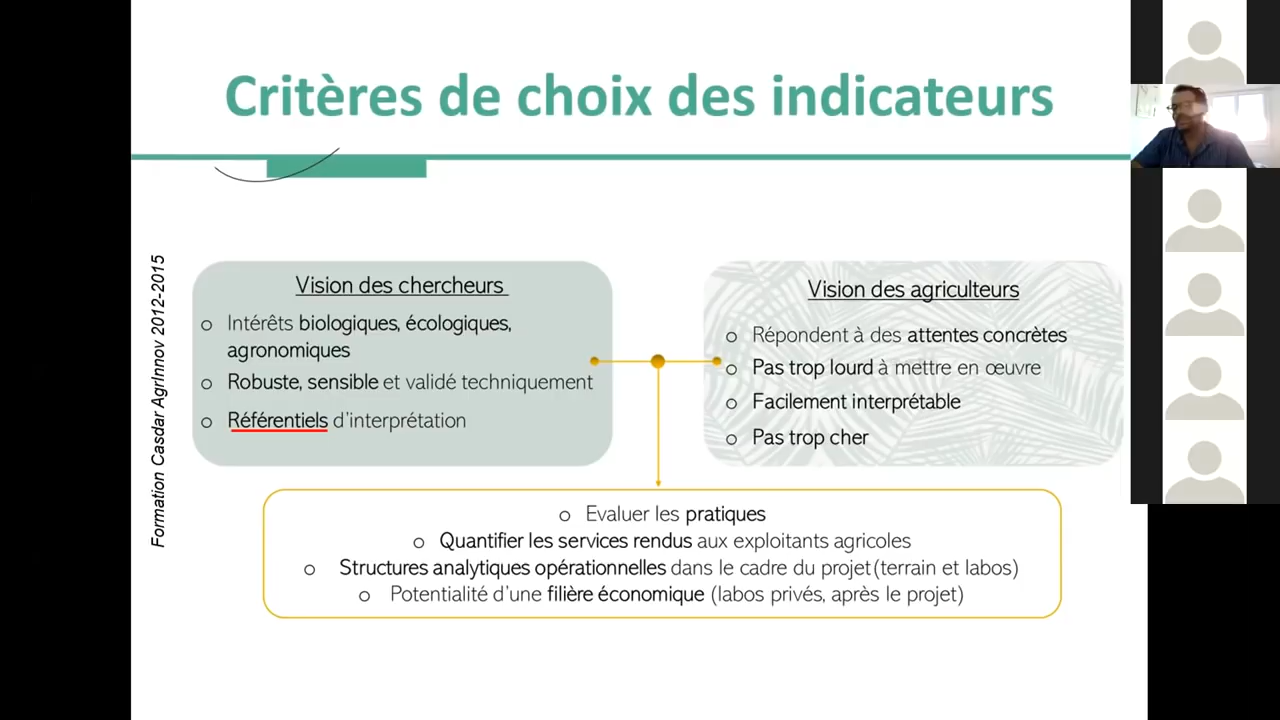 Critères de choix des indicateurs
Formation Casdar AgrInnov 2012-2015
Vision des chercheurs
o Intérêts biologiques, écologiques,
agronomiques
o Robuste, sensible et validé techniquement
o Référentiels d'interprétation
Vision des agriculteurs
o Répondent à des attentes concrètes
o Pas trop lourd à mettre en œuvre
o Facilement interprétable
o Pas trop cher
o Evaluer les pratiques
o Quantifier les services rendus aux exploitants agricoles
o Structures analytiques opérationnelles dans le cadre du projet (terrain et labos)
o Potentialité d'une filière économique (labos privés, après le projet)